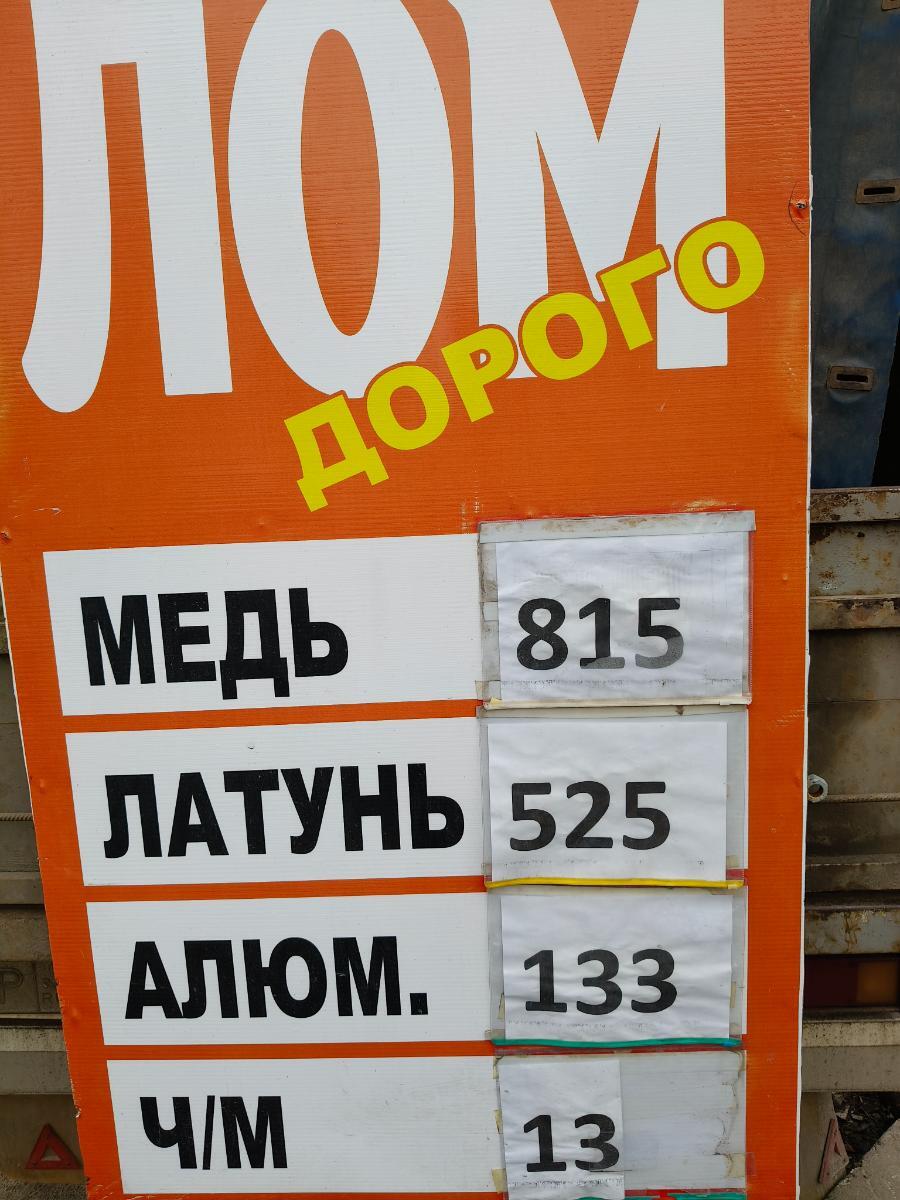 ЛОМ
ДОРОГО
МЕДЬ 815
ЛАТУНЬ 525
АЛЮМ. 133
Ч/М 13